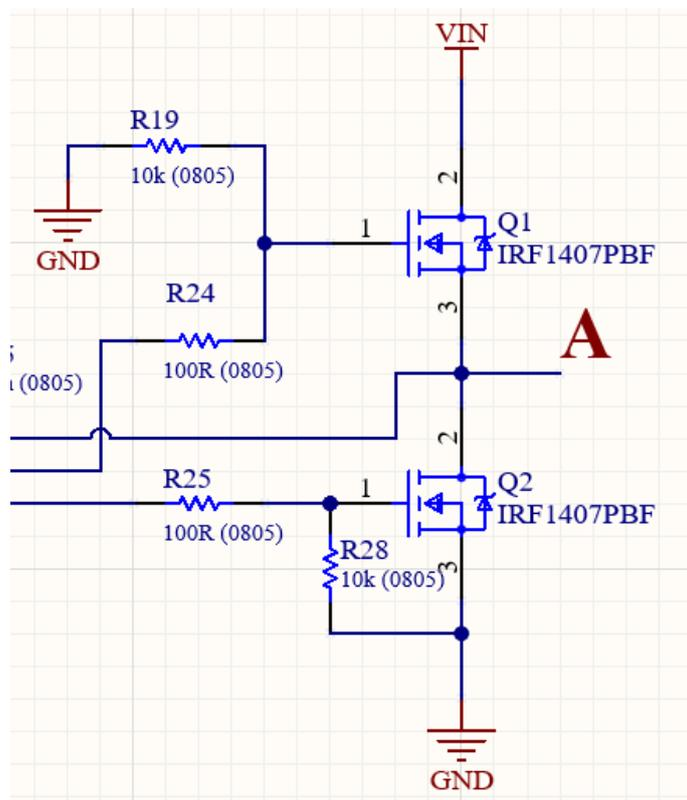 VIN
R19
10k (0805)
GND
2
1
Q1
IRF1407PBF
3
R24
100R (0805)
(0805)
A
2
R25
100R (0805)
1
Q2
IRF1407PBF
R28
10k (0805)
3
GND